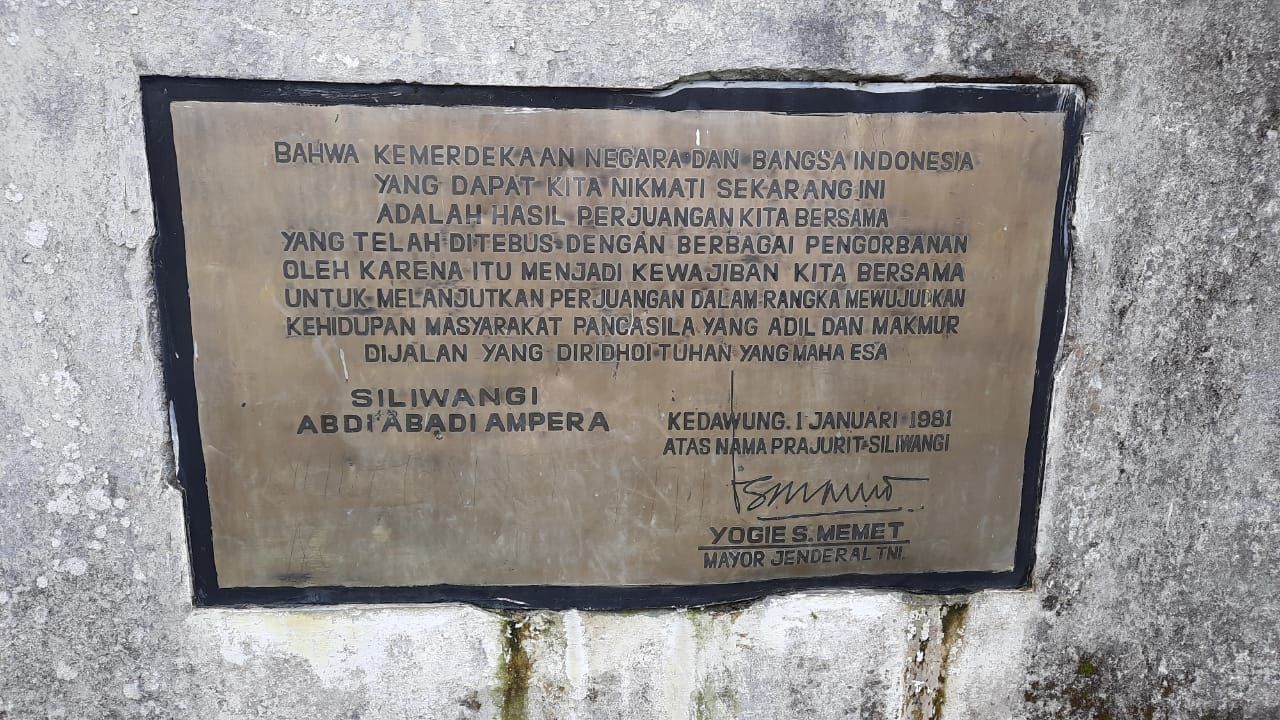 BAHWA KEMERDEKAAN NEGARA DAN BANGSA INDONESIA
YANG DAPAT KITA NIKMATI SEKARANG INI
ADALAH HASIL PERJUANGAN KITA BERSAMA
YANG TELAH DITEBUS DENGAN BERBAGAI PENGORBANAN
OLEH KARENA ITU MENJADI KEWAJIBAN KITA BERSAMA
UNTUK MELANJUTKAN PERJUANGAN DALAM RANGKA MEWUJUDKAN
KEHIDUPAN MASYARAKAT PANCASILA YANG ADIL DAN MAKMUR
DIJALAN YANG DIRIDHOI TUHAN YANG MAHA ESA
SILIWANGI
ABDI ABADI AMPERA
KEDAWUNG. 1 JANUARI 1981
ATAS NAMA PRAJURIT SILIWANGI
YOGIE S. MEMET
MAYOR JENDERAL TNI.